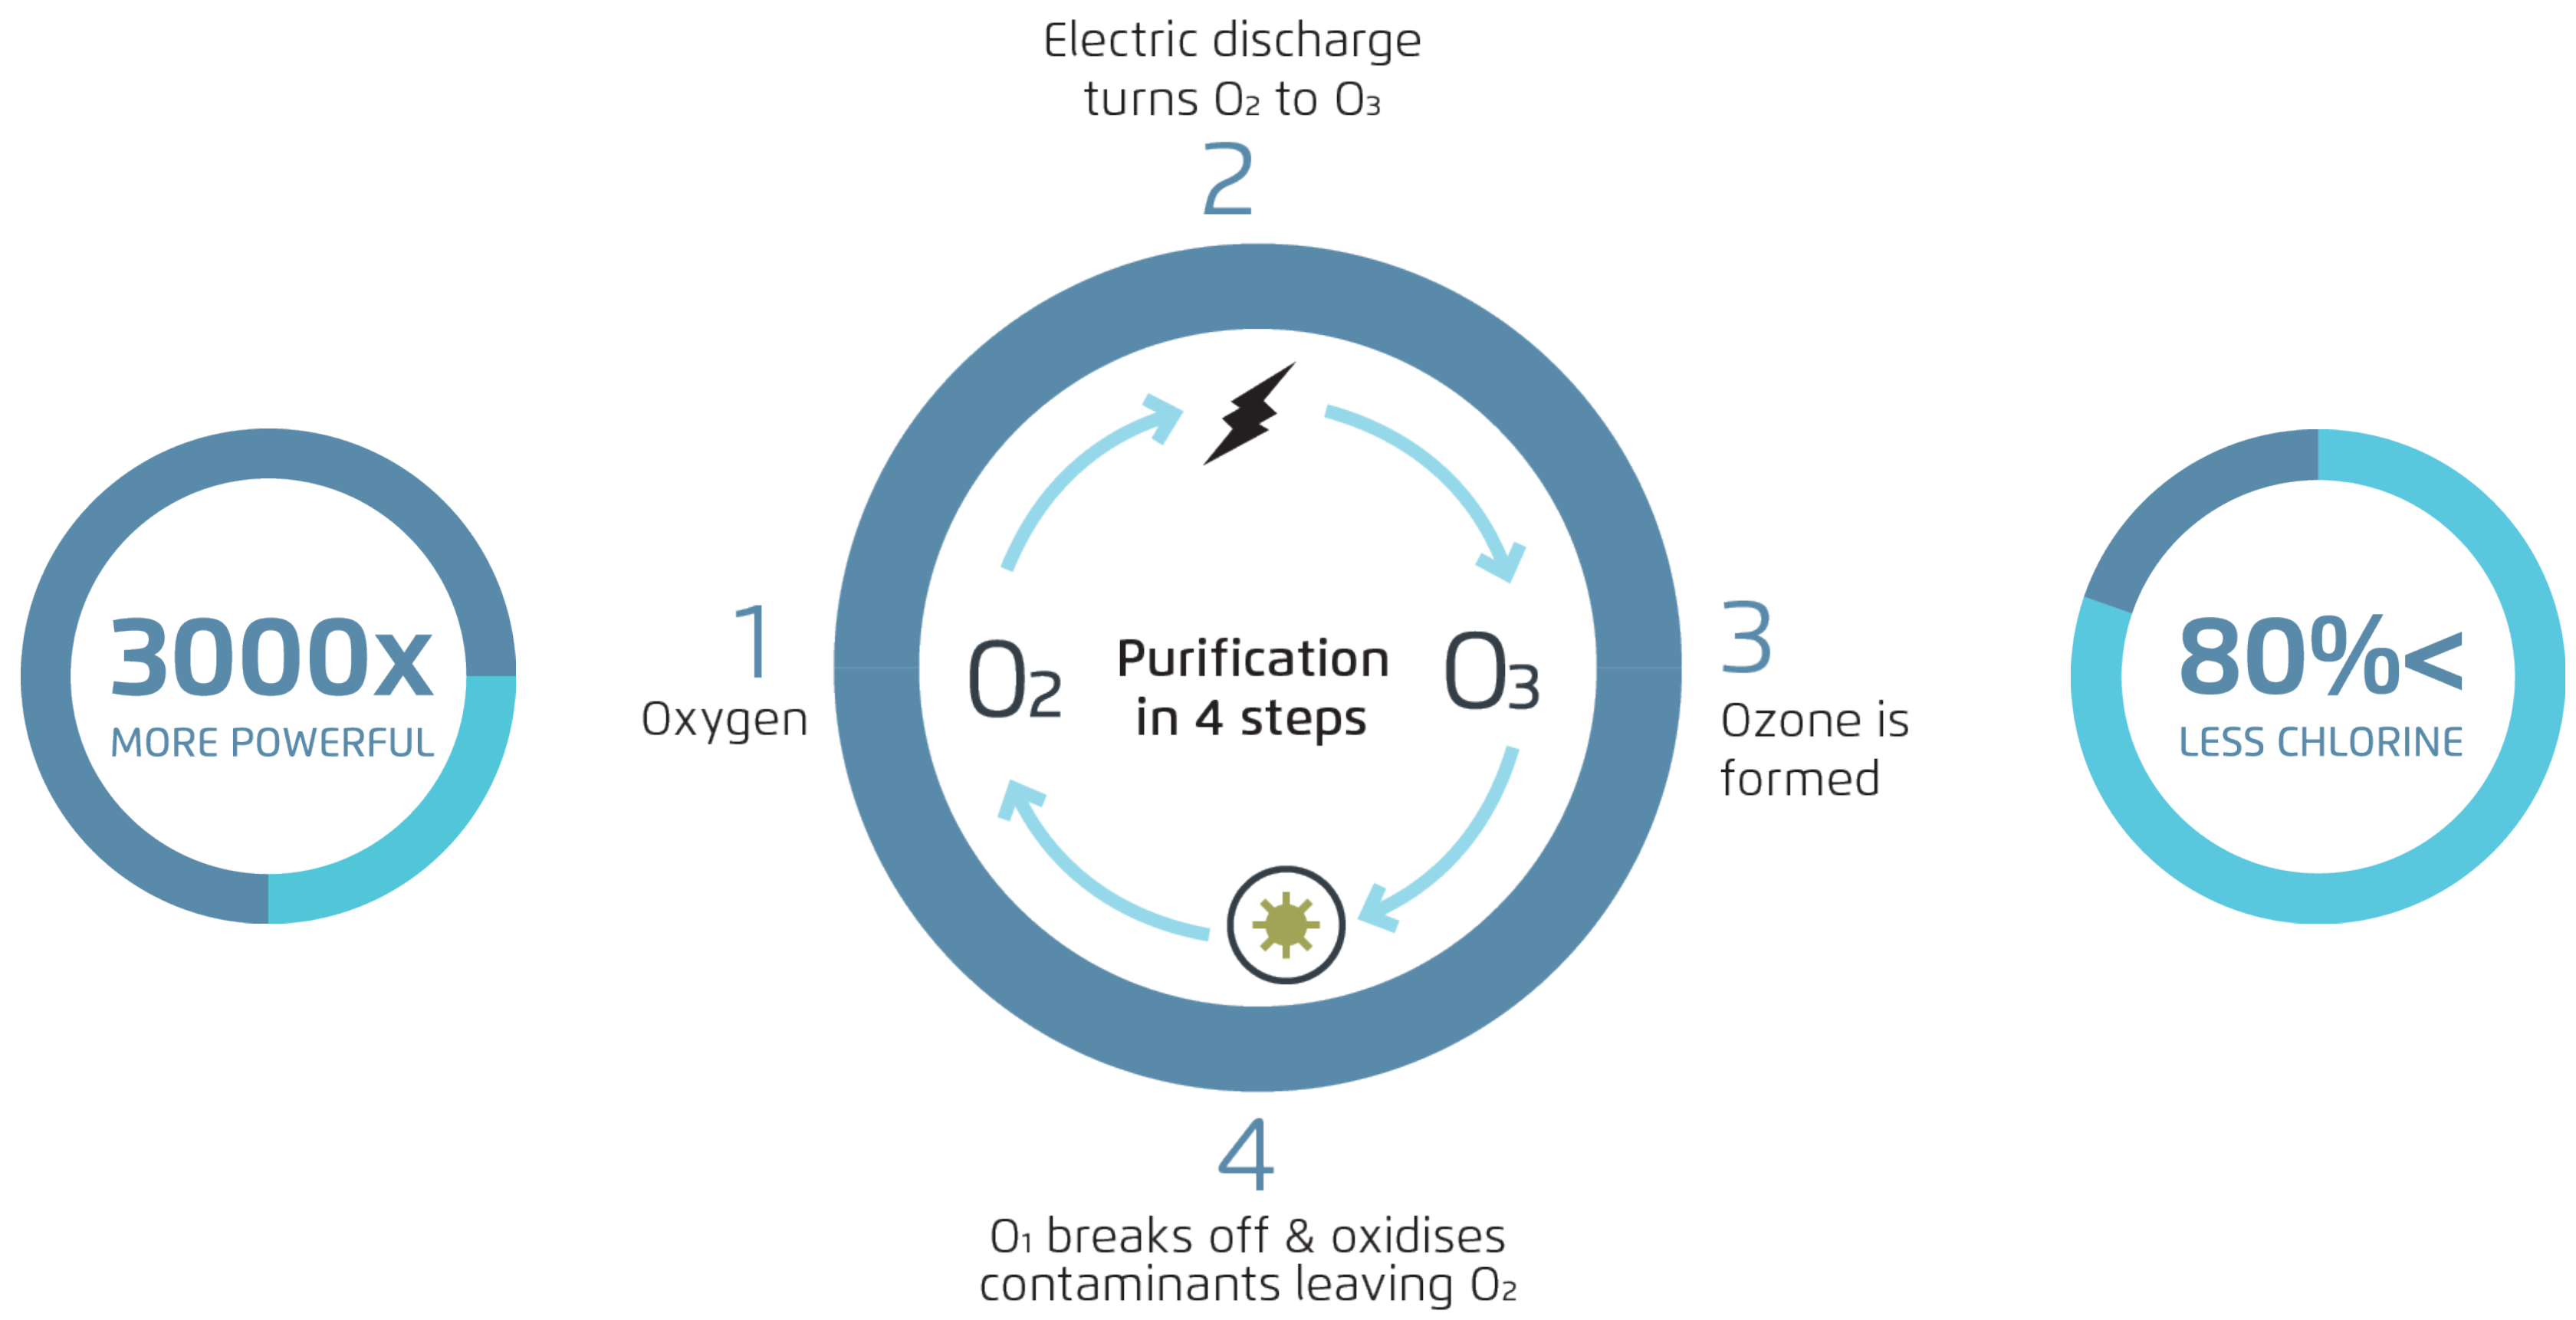 Electric discharge
turns O₂ to O₃
2
3000x
MORE POWERFUL
1
Oxygen
O₂
Purification
in 4 steps
O₃
3
Ozone is
formed
80%<
LESS CHLORINE
4
O₁ breaks off & oxidises
contaminants leaving O₂